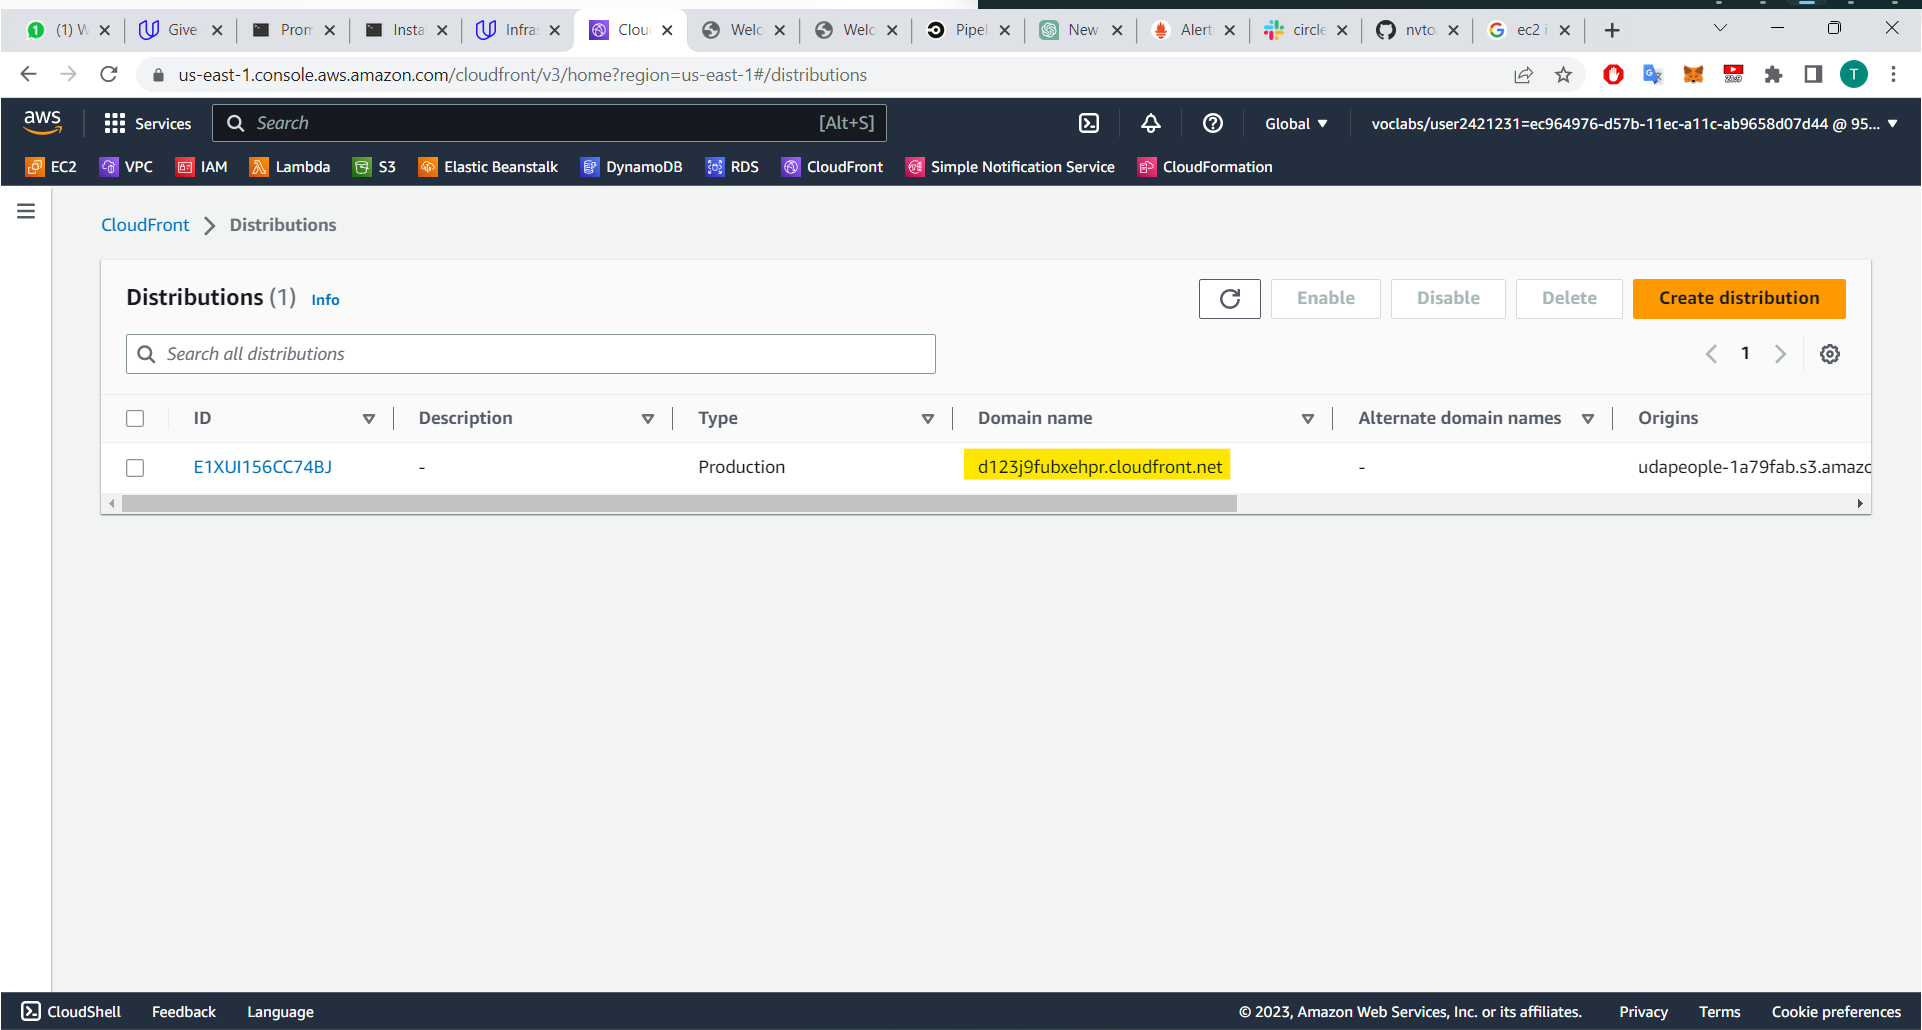 (1) W
Give
Prom
Insta
Infra
Clou
Welc
Welc
Pipel
New
Alert
circle
nvto
ec2 i
us-east-1.console.aws.amazon.com/cloudfront/v3/home?region=us-east-1#/distributions
T
aws
Services
Search
[Alt+S]
Global
voclabs/user2421231=ec964976-d57b-11ec-a11c-ab9658d07d44 @ 95...
EC2
VPC
IAM
Lambda
S3
Elastic Beanstalk
DynamoDB
RDS
CloudFront
Simple Notification Service
CloudFormation
CloudFront
Distributions
Distributions (1) Info
Enable
Disable
Delete
Create distribution
Search all distributions
1
ID
Description
Type
Domain name
Alternate domain names
Origins
E1XUI156CC74BJ
-
Production
d123j9fubxehpr.cloudfront.net
-
udapeople-1a79fab.s3.amazo
CloudShell
Feedback
Language
© 2023, Amazon Web Services, Inc. or its affiliates.
Privacy
Terms
Cookie preferences